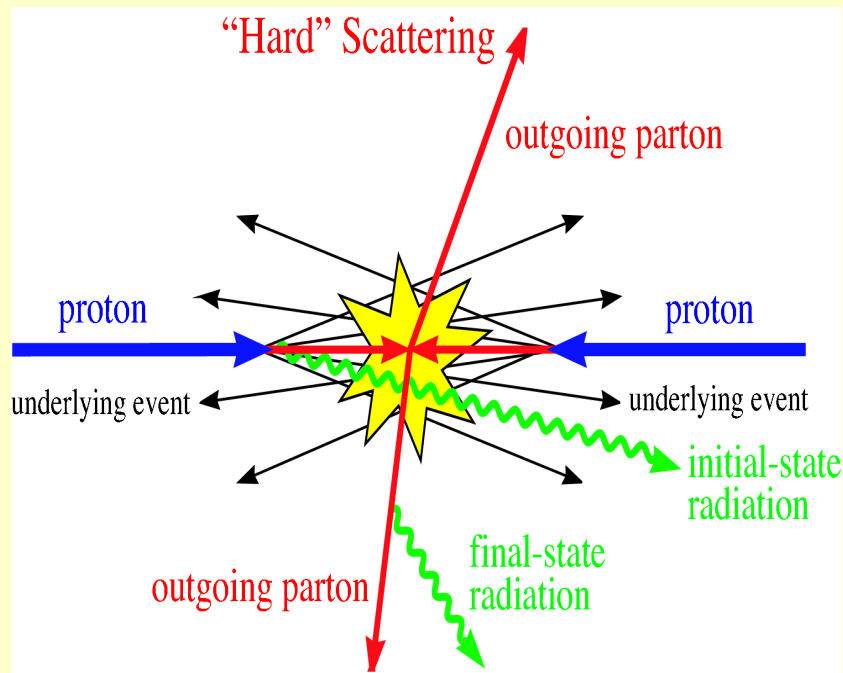 “Hard” Scattering
outgoing parton
proton
proton
underlying event
underlying event
initial-state
radiation
final-state
radiation
outgoing parton